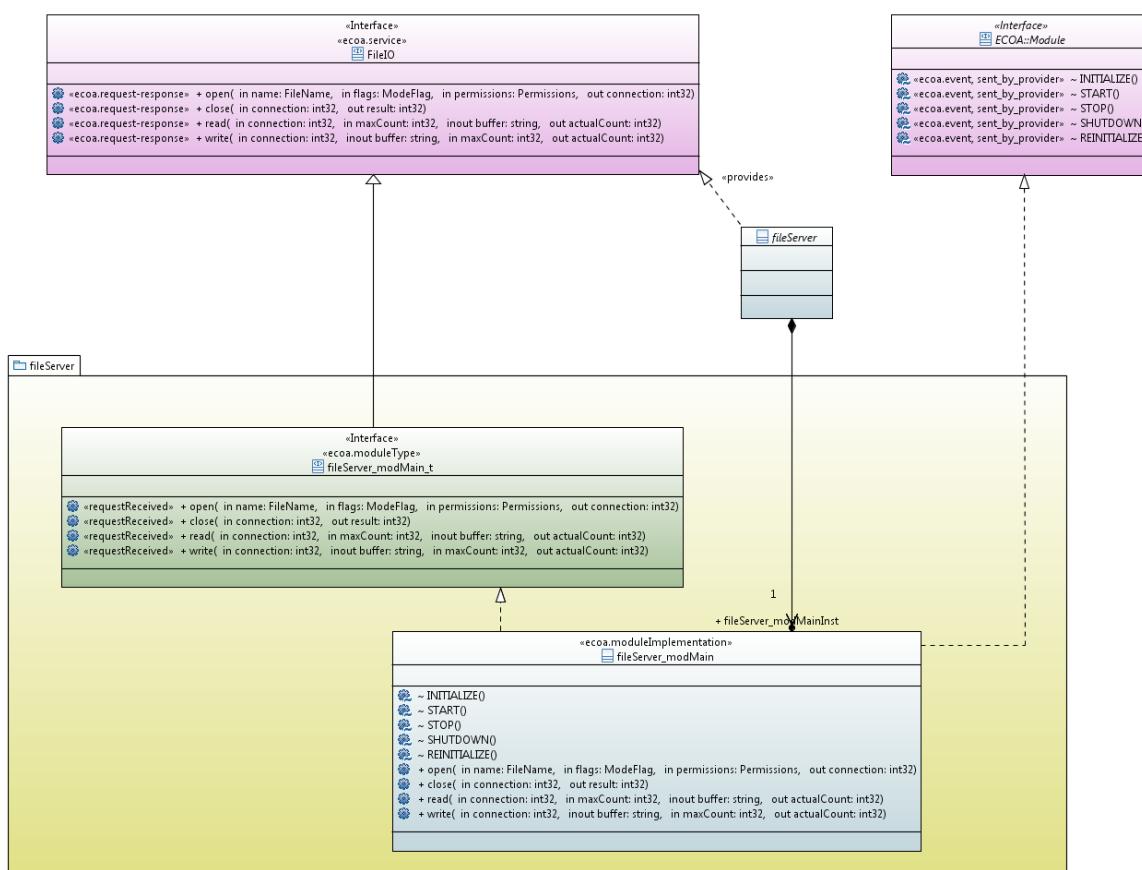 «Interface»
«ecoa.service»
FileIO
«ecoa.request-response» + open( in name: FileName, in flags: ModeFlag, in permissions: Permissions, out connection: int32)
«ecoa.request-response» + close( in connection: int32, out result: int32)
«ecoa.request-response» + read( in connection: int32, in maxCount: int32, inout buffer: string, out actualCount: int32)
«ecoa.request-response» + write( in connection: int32, inout buffer: string, in maxCount: int32, out actualCount: int32)
«Interface»
ECOA::Module
«ecoa.event, sent_by_provider» ~ INITIALIZE()
«ecoa.event, sent_by_provider» ~ START()
«ecoa.event, sent_by_provider» ~ STOP()
«ecoa.event, sent_by_provider» ~ SHUTDOWN(
«ecoa.event, sent_by_provider» ~ REINITIALIZE
«provides»
fileServer
fileServer
«Interface»
«ecoa.moduleType»
fileServer_modMain_t
«requestReceived» + open( in name: FileName, in flags: ModeFlag, in permissions: Permissions, out connection: int32)
«requestReceived» + close( in connection: int32, out result: int32)
«requestReceived» + read( in connection: int32, in maxCount: int32, inout buffer: string, out actualCount: int32)
«requestReceived» + write( in connection: int32, inout buffer: string, in maxCount: int32, out actualCount: int32)
1
+ fileServer_modMainInst
«ecoa.moduleImplementation»
fileServer_modMain
~ INITIALIZE()
~ START()
~ STOP()
~ SHUTDOWN()
~ REINITIALIZE()
+ open( in name: FileName, in flags: ModeFlag, in permissions: Permissions, out connection: int32)
+ close( in connection: int32, out result: int32)
+ read( in connection: int32, in maxCount: int32, inout buffer: string, out actualCount: int32)
+ write( in connection: int32, inout buffer: string, in maxCount: int32, out actualCount: int32)